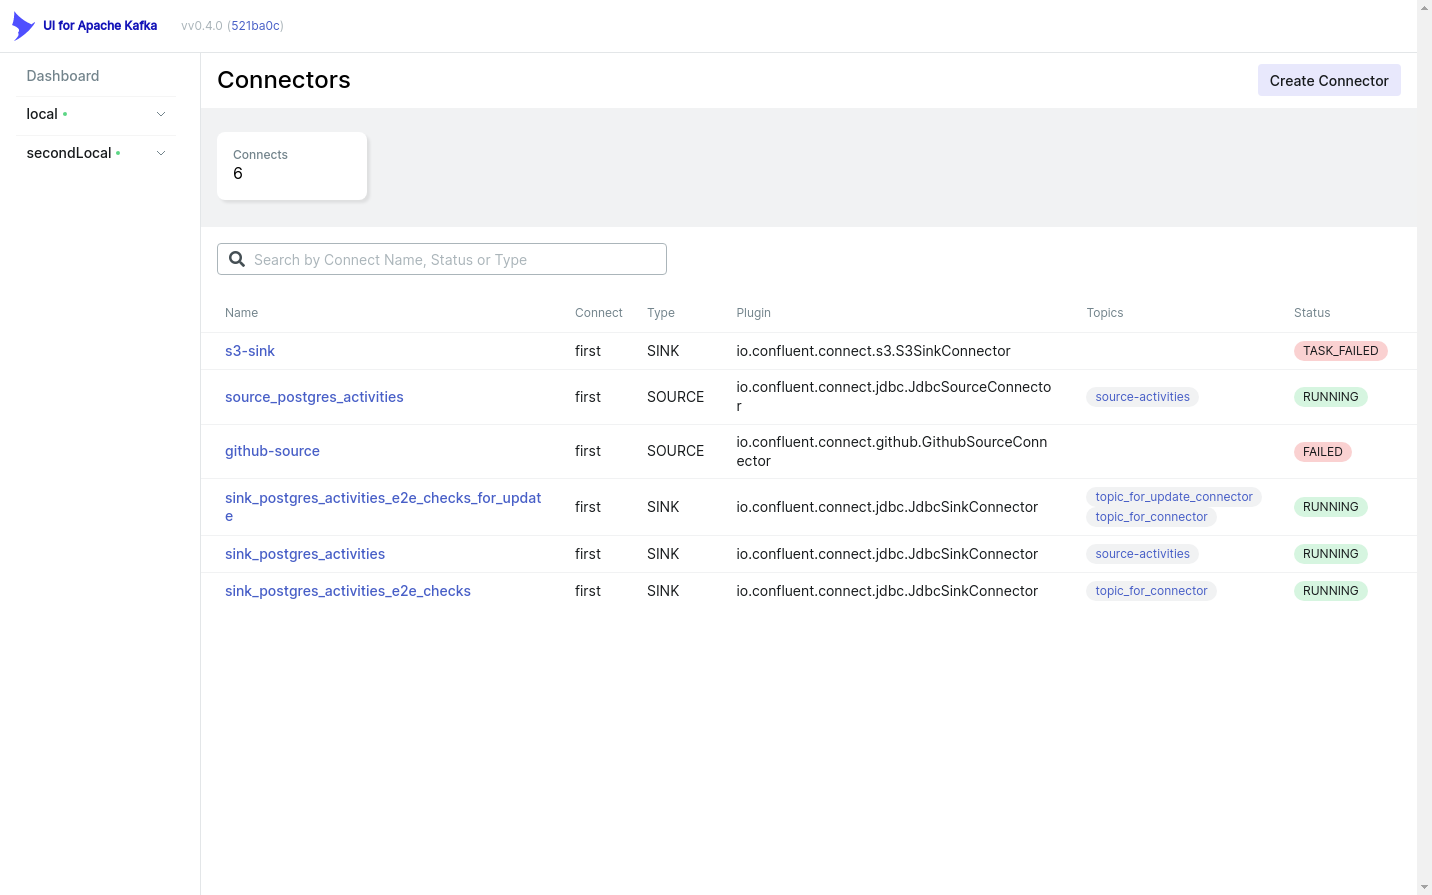 UI for Apache Kafka vv0.4.0 (521ba0c)
Dashboard
local
secondLocal
Connectors
Create Connector
Connects
6
Search by Connect Name, Status or Type
Name Connect Type Plugin Topics Status
s3-sink first SINK io.confluent.connect.s3.S3SinkConnector TASK_FAILED
source_postgres_activities first SOURCE io.confluent.connect.jdbc.JdbcSourceConnecto
r source-activities RUNNING
github-source first SOURCE io.confluent.connect.github.GithubSourceConn
ector FAILED
sink_postgres_activities_e2e_checks_for_updat
e first SINK io.confluent.connect.jdbc.JdbcSinkConnector topic_for_update_connector
topic_for_connector RUNNING
sink_postgres_activities first SINK io.confluent.connect.jdbc.JdbcSinkConnector source-activities RUNNING
sink_postgres_activities_e2e_checks first SINK io.confluent.connect.jdbc.JdbcSinkConnector topic_for_connector RUNNING